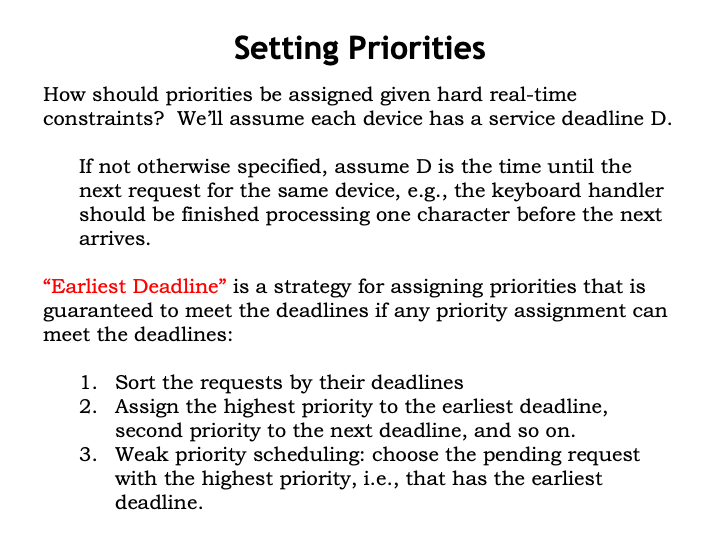 Setting Priorities
How should priorities be assigned given hard real-time
constraints?  We’ll assume each device has a service deadline D.
If not otherwise specified, assume D is the time until the
next request for the same device, e.g., the keyboard handler
should be finished processing one character before the next
arrives.
“Earliest Deadline” is a strategy for assigning priorities that is
guaranteed to meet the deadlines if any priority assignment can
meet the deadlines:
1. Sort the requests by their deadlines
2. Assign the highest priority to the earliest deadline,
second priority to the next deadline, and so on.
3. Weak priority scheduling: choose the pending request
with the highest priority, i.e., that has the earliest
deadline.